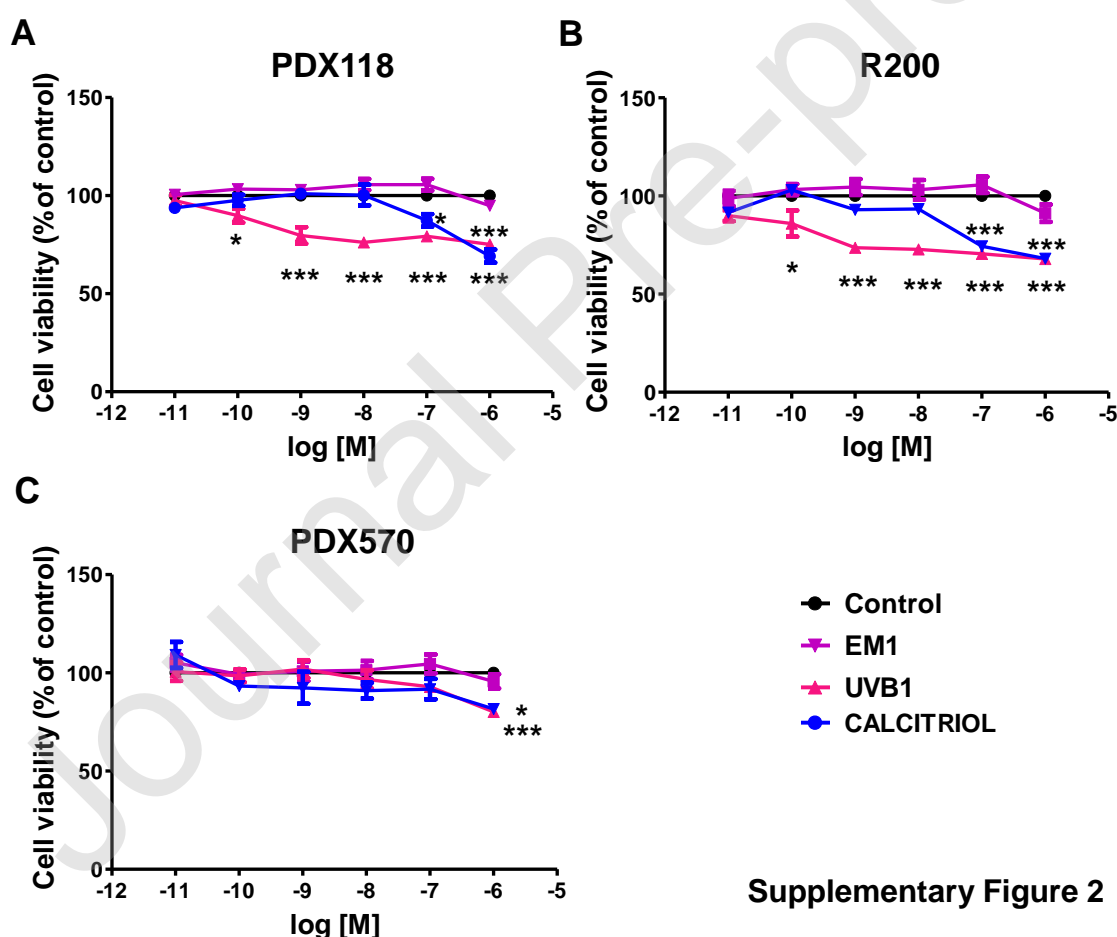 A
PDX118
Cell viability (% of control)
150
100
50
0
*
***
***
***
***
*
***
-12 -11 -10 -9 -8 -7 -6 -5
log [M]
B
R200
Cell viability (% of control)
150
100
50
0
*
***
***
***
***
***
***
-12 -11 -10 -9 -8 -7 -6 -5
log [M]
C
PDX570
Cell viability (% of control)
150
100
50
0
*
***
-12 -11 -10 -9 -8 -7 -6 -5
log [M]
Control
EM1
UVB1
CALCITRIOL
Supplementary Figure 2
Journal Pre-pro